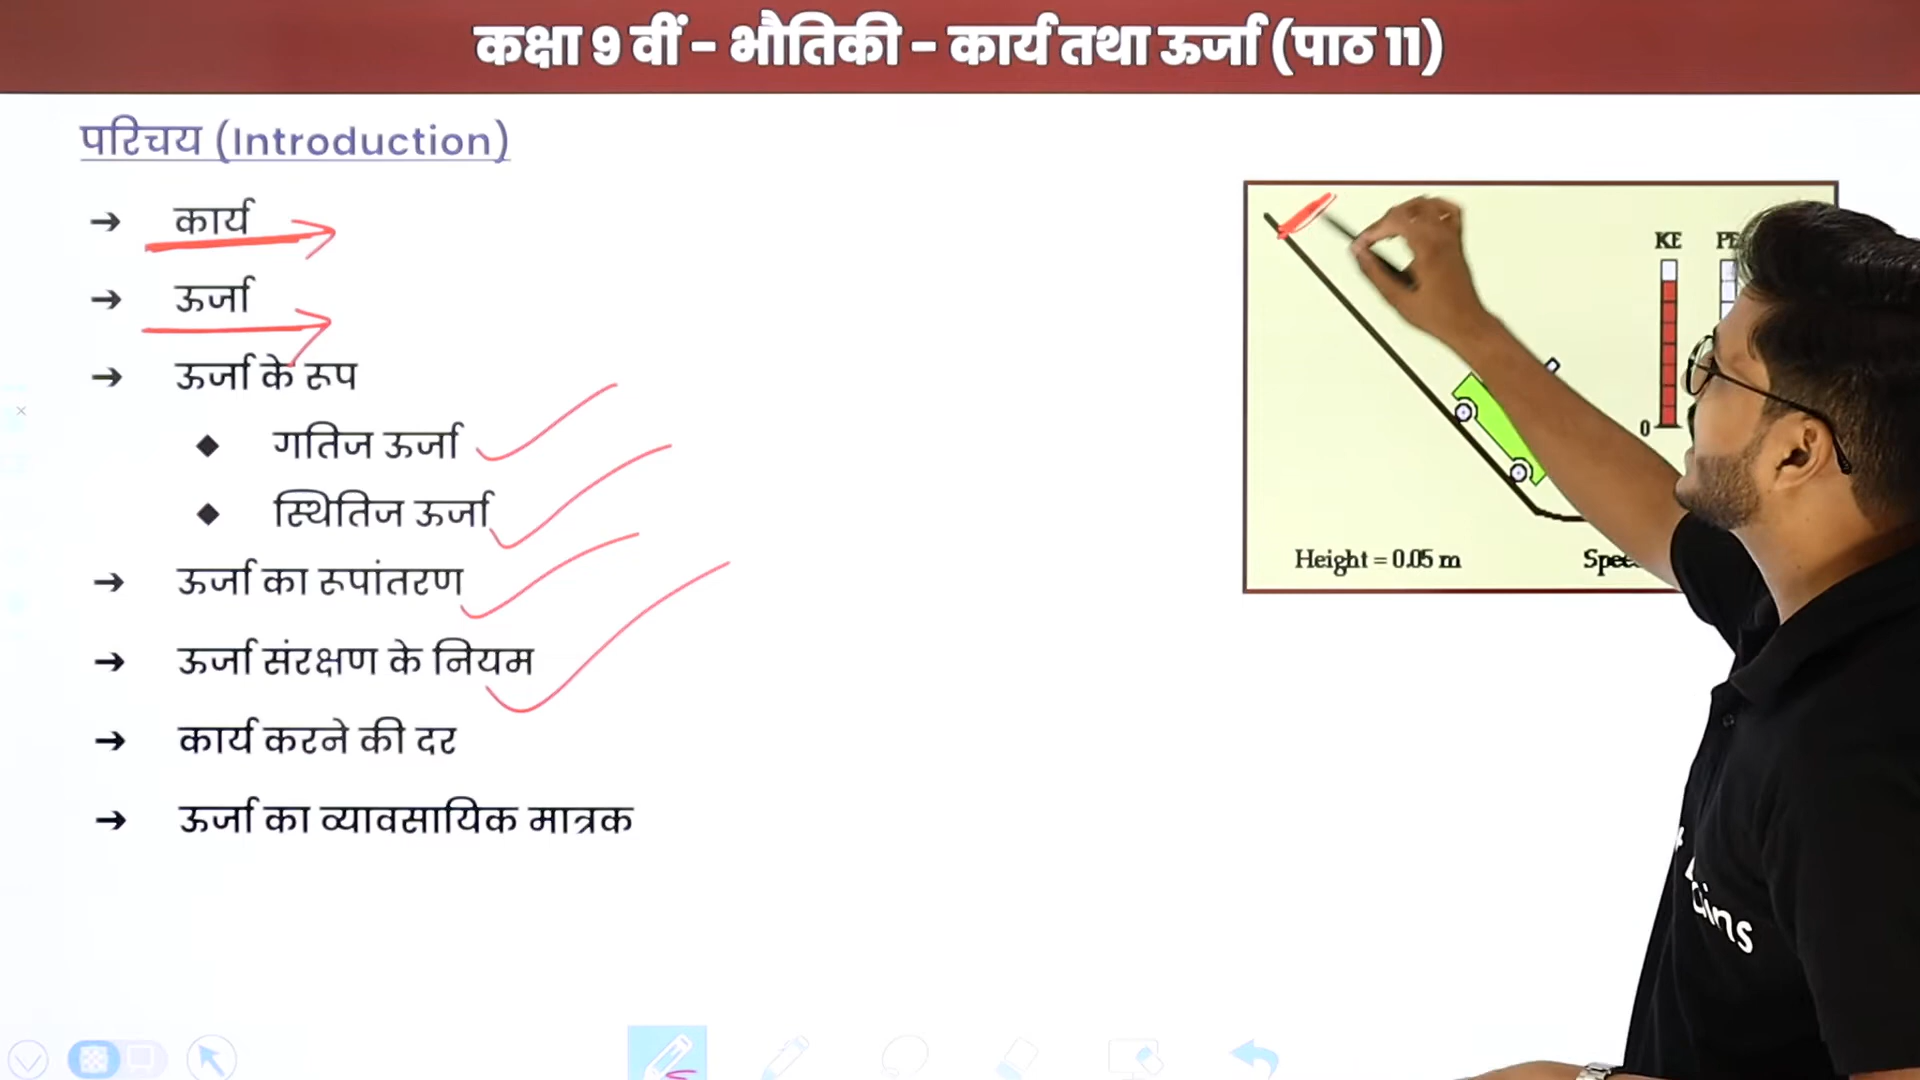 कक्षा 9 वीं - भौतिकी - कार्य तथा ऊर्जा (पाठ 11)
परिचय (Introduction)
➔ कार्य
➔ ऊर्जा
➔ ऊर्जा के रूप
◆ गतिज ऊर्जा
◆ स्थितिज ऊर्जा
➔ ऊर्जा का रूपांतरण
➔ ऊर्जा संरक्षण के नियम
➔ कार्य करने की दर
➔ ऊर्जा का व्यावसायिक मात्रक
KE PE
0
Height = 0.05 m